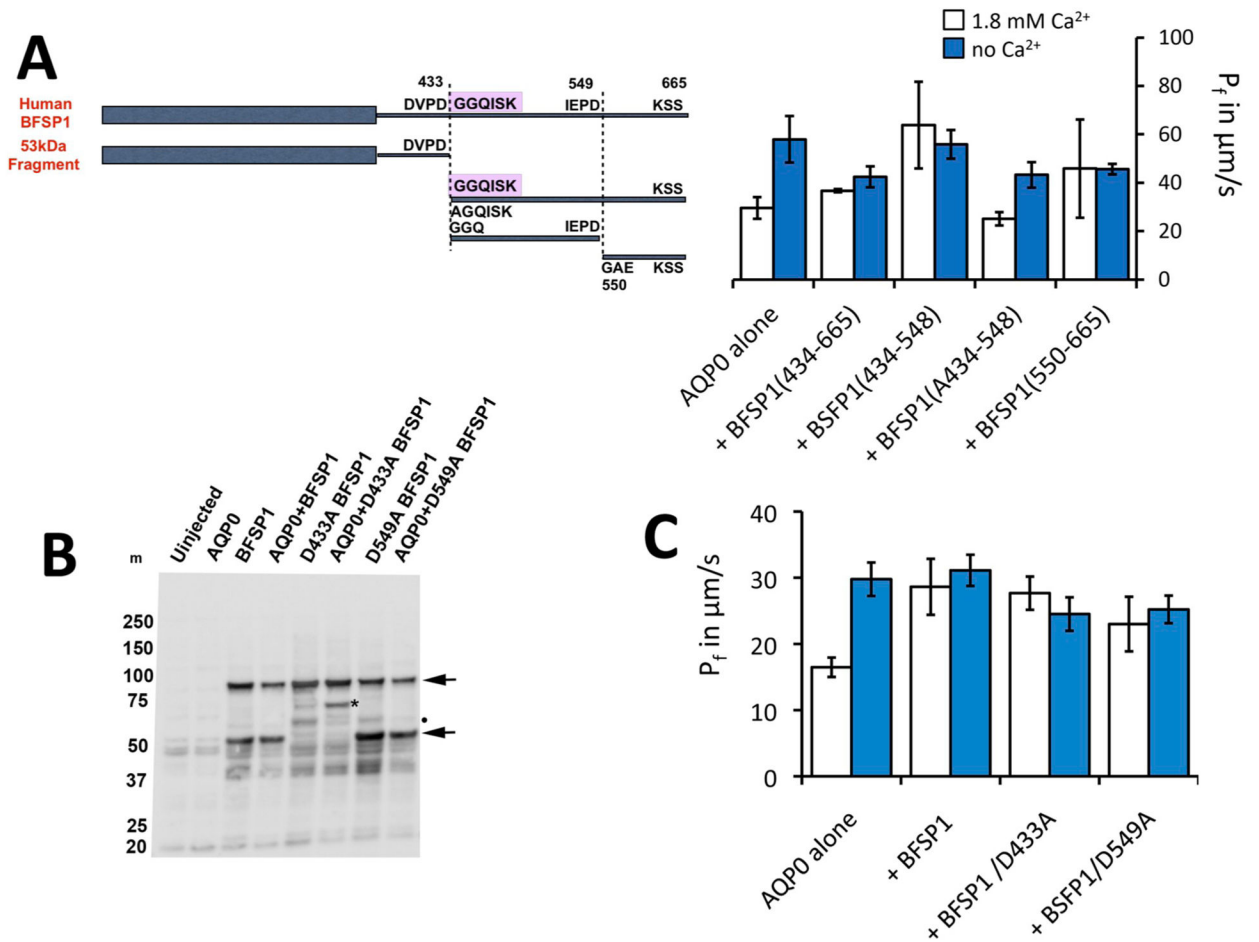 A
433
549
665
Human
BFSP1
DVPD
GGQISK
IEPD
KSS
53kDa
Fragment
DVPD
GGQISK
KSS
AGQISK
GGQ
IEPD
GAE
KSS
550
1.8 mM Ca²⁺
no Ca²⁺
100
80
60
40
20
0
Pf in µm/s
AQP0 alone
+ BFSP1(434-665)
+ BSFP1(434-548)
+ BFSP1(A434-548)
+ BFSP1(550-665)
B
m
Uinjected
AQP0
BFSP1
AQP0+BFSP1
D433A BFSP1
AQP0+D433A BFSP1
D549A BFSP1
AQP0+D549A BFSP1
250
150
100
75
50
37
25
20
*
•
C
Pf in µm/s
40
30
20
10
0
AQP0 alone
+ BFSP1
+ BFSP1 /D433A
+ BSFP1/D549A